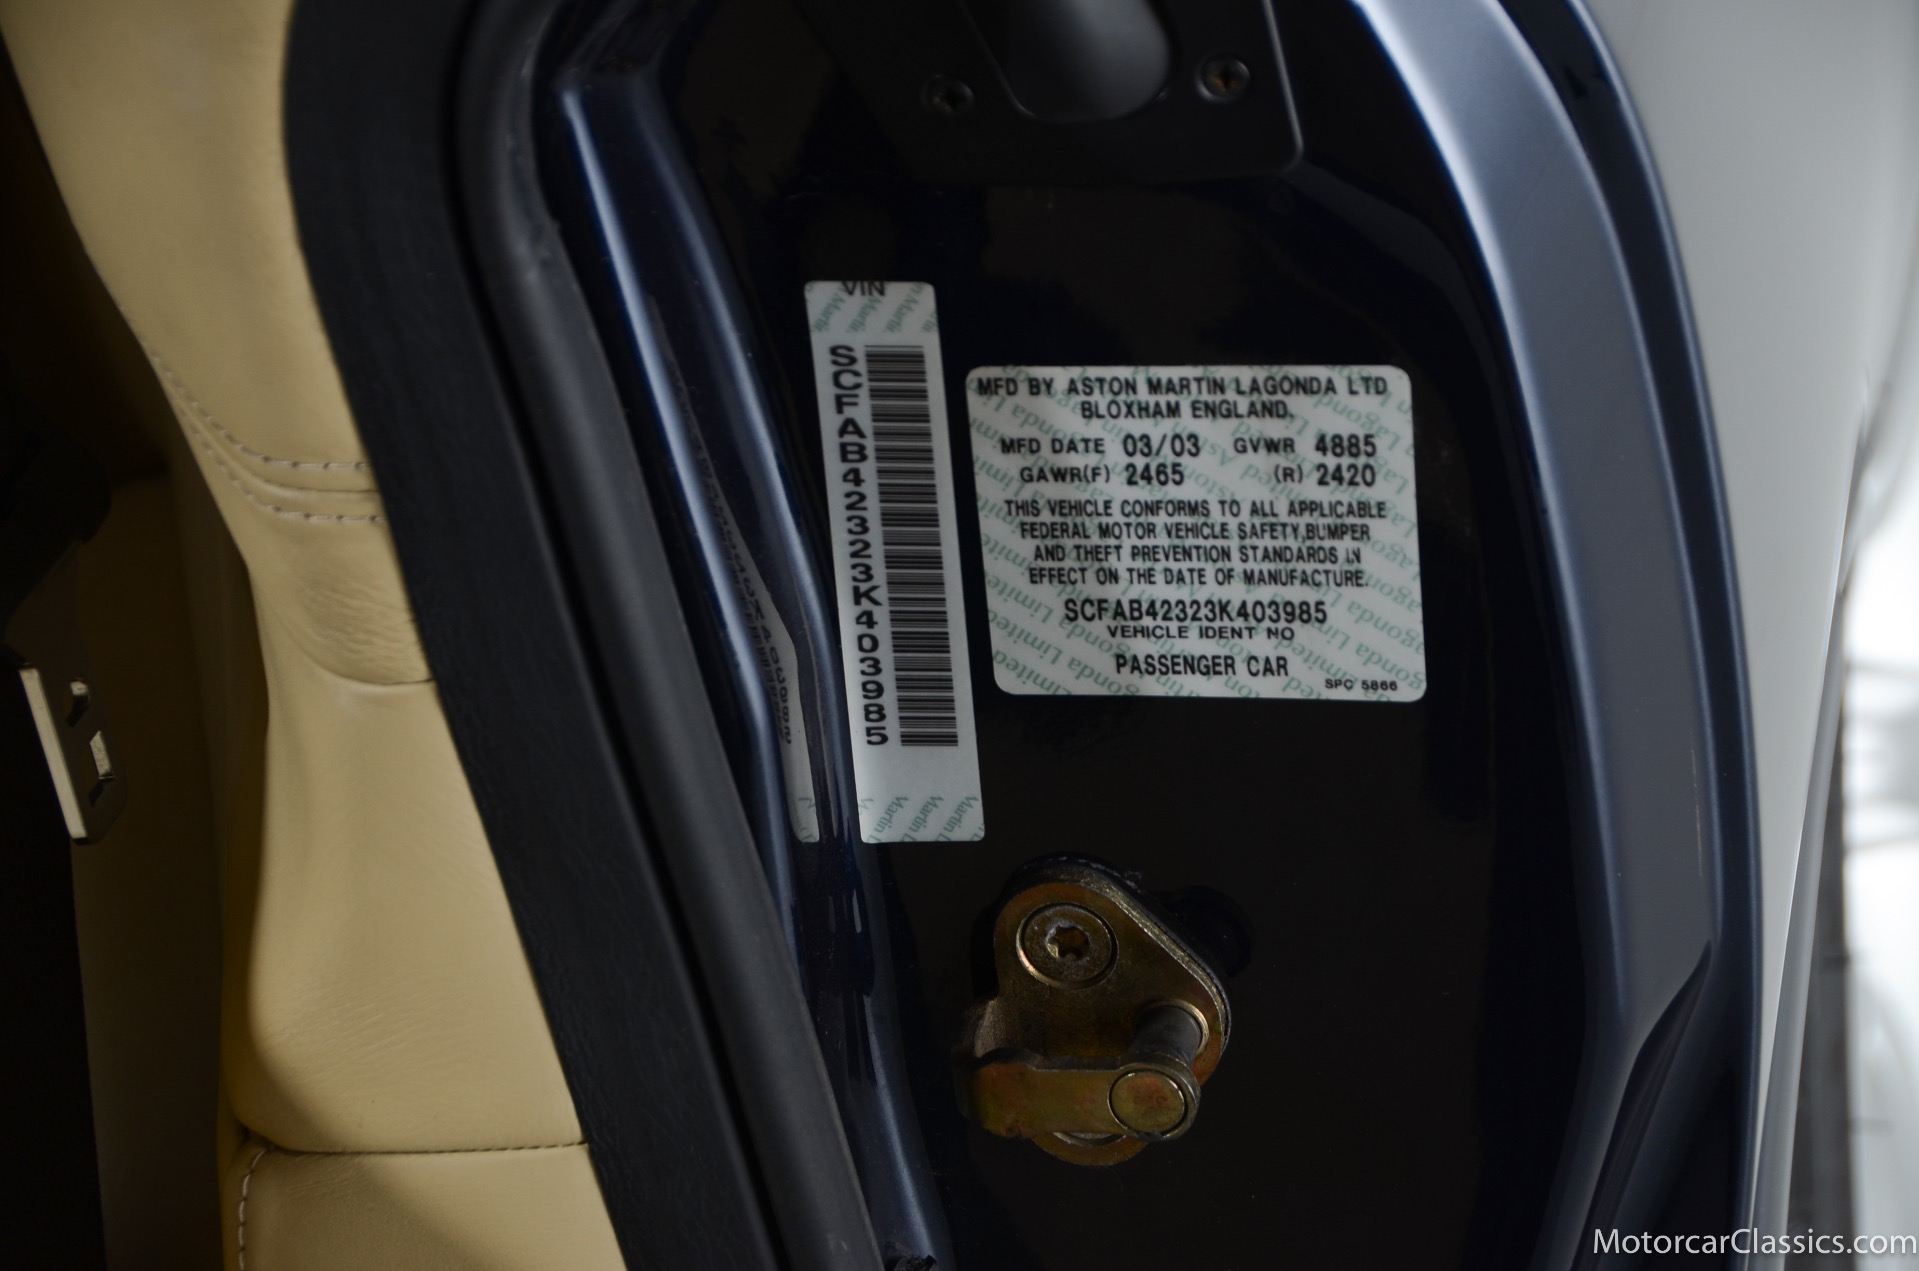 VIN
SCFAB42323K403985
MFD BY ASTON MARTIN LAGONDA LTD
BLOXHAM ENGLAND.
MFD DATE 03/03 GVWR 4885
GAWR(F) 2465 (R) 2420
THIS VEHICLE CONFORMS TO ALL APPLICABLE
FEDERAL MOTOR VEHICLE SAFETY,BUMPER
AND THEFT PREVENTION STANDARDS IN
EFFECT ON THE DATE OF MANUFACTURE.
SCFAB42323K403985
VEHICLE IDENT NO
PASSENGER CAR
SPC 5866
MotorcarClassics.com